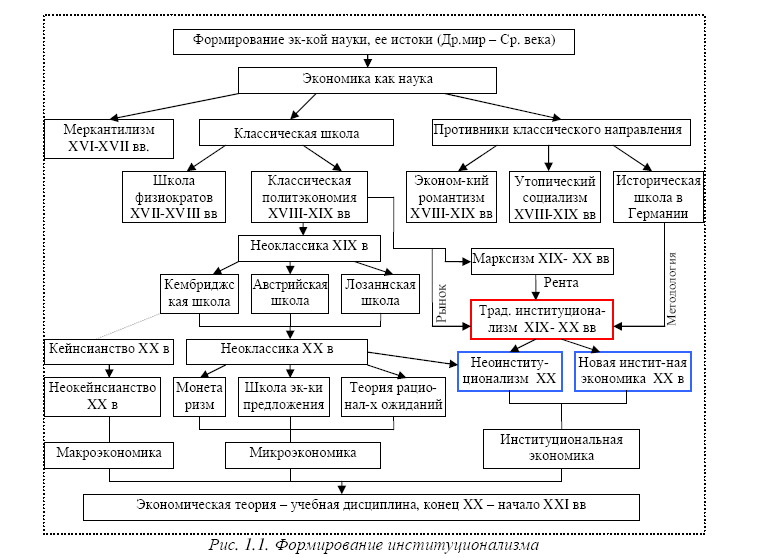 Формирование эк-кой науки, ее истоки (Др.мир – Ср. века)
Экономика как наука
Меркантилизм
XVI-XVII вв.
Классическая школа
Противники классического направления
Школа
физиократов
XVII-XVIII вв
Классическая
политэкономия
XVIII-XIX вв
Эконом-кий
романтизм
XVIII-XIX вв
Утопический
социализм
XVIII-XIX вв
Историческая
школа в
Германии
Неоклассика XIX в
Марксизм XIX- XX вв
Кембриджс
кая школа
Австрийская
школа
Лозаннская
школа
Рынок
Рента
Методология
Трад. институциона-
лизм XIX- XX вв
Кейнсианство XX в
Неоклассика XX в
Неоинститу-
ционализм XX
Новая инстит-ная
экономика XX в
Неокейнсианство
XX в
Монета
ризм
Школа эк-ки
предложения
Теория рацио-
нал-х ожиданий
Макроэкономика
Микроэкономика
Институциональная
экономика
Экономическая теория – учебная дисциплина, конец XX – начало XXI вв
Рис. 1.1. Формирование институционализма